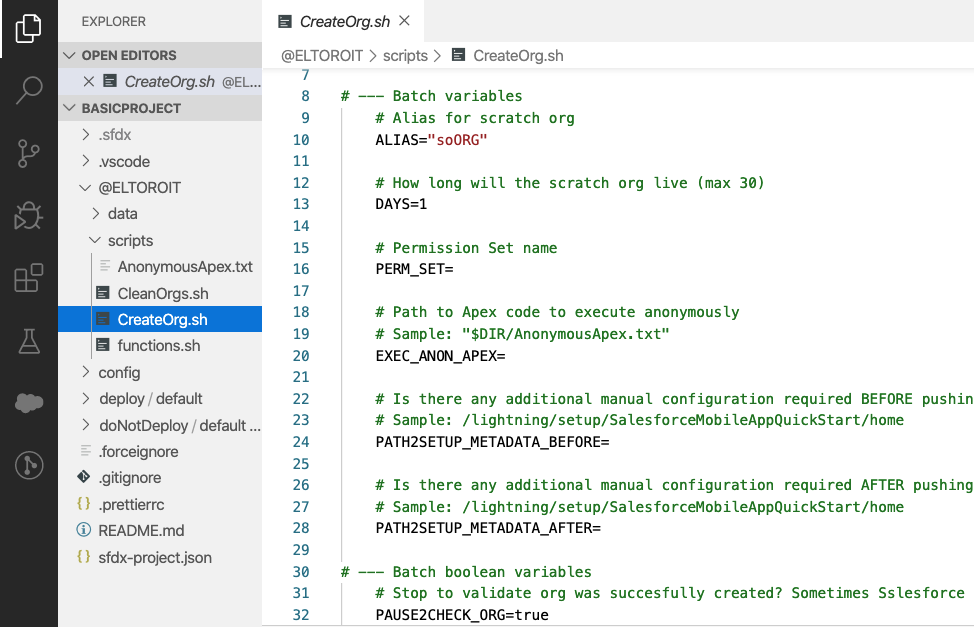 EXPLORER
OPEN EDITORS
CreateOrg.sh @EL...
BASICPROJECT
.sfdx
.vscode
@ELTOROIT
data
scripts
AnonymousApex.txt
CleanOrgs.sh
CreateOrg.sh
functions.sh
config
deploy / default
doNotDeploy / default ...
.forceignore
.gitignore
{} .prettierrc
README.md
{} sfdx-project.json
CreateOrg.sh
@ELTOROIT > scripts > CreateOrg.sh
7
8 # --- Batch variables
9 # Alias for scratch org
10 ALIAS="soORG"
11
12 # How long will the scratch org live (max 30)
13 DAYS=1
14
15 # Permission Set name
16 PERM_SET=
17
18 # Path to Apex code to execute anonymously
19 # Sample: "$DIR/AnonymousApex.txt"
20 EXEC_ANON_APEX=
21
22 # Is there any additional manual configuration required BEFORE pushin
23 # Sample: /lightning/setup/SalesforceMobileAppQuickStart/home
24 PATH2SETUP_METADATA_BEFORE=
25
26 # Is there any additional manual configuration required AFTER pushing
27 # Sample: /lightning/setup/SalesforceMobileAppQuickStart/home
28 PATH2SETUP_METADATA_AFTER=
29
30 # --- Batch boolean variables
31 # Stop to validate org was succesfully created? Sometimes Sslesforce
32 PAUSE2CHECK_ORG=true